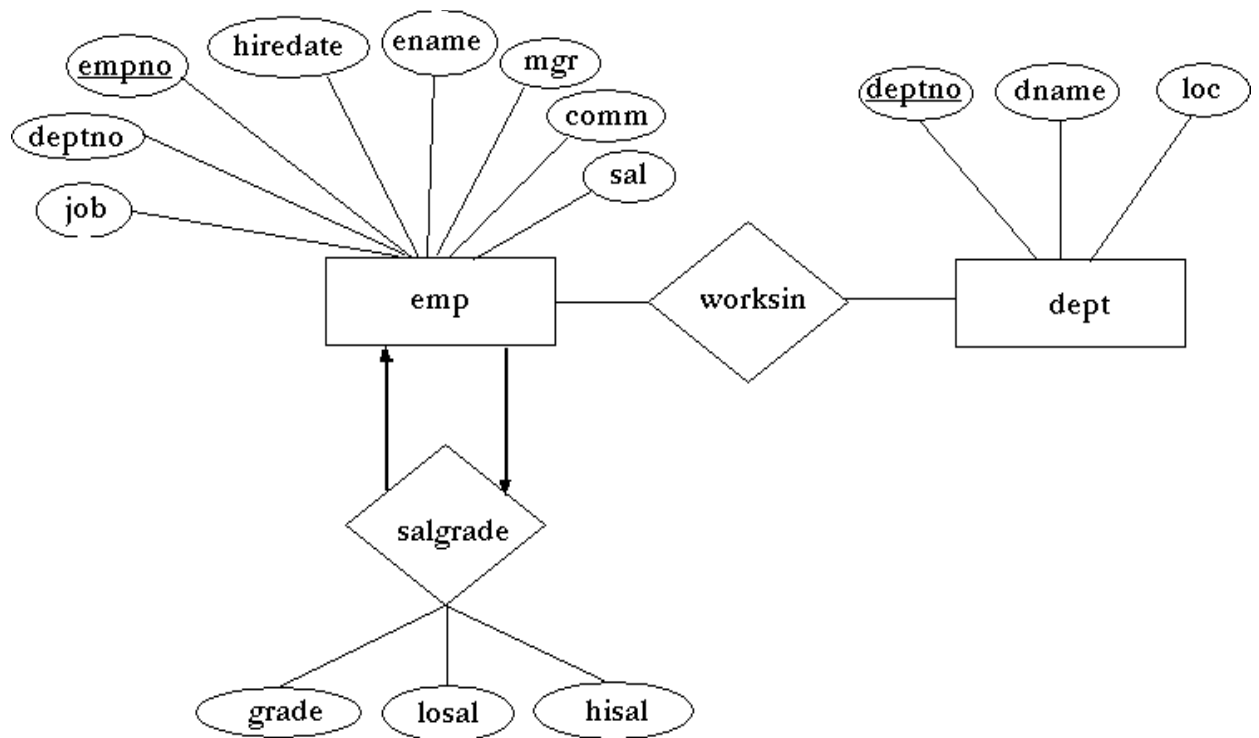 hiredate
ename
empno
mgr
deptno
comm
job
sal
deptno
dname
loc
emp
worksin
dept
salgrade
grade
losal
hisal